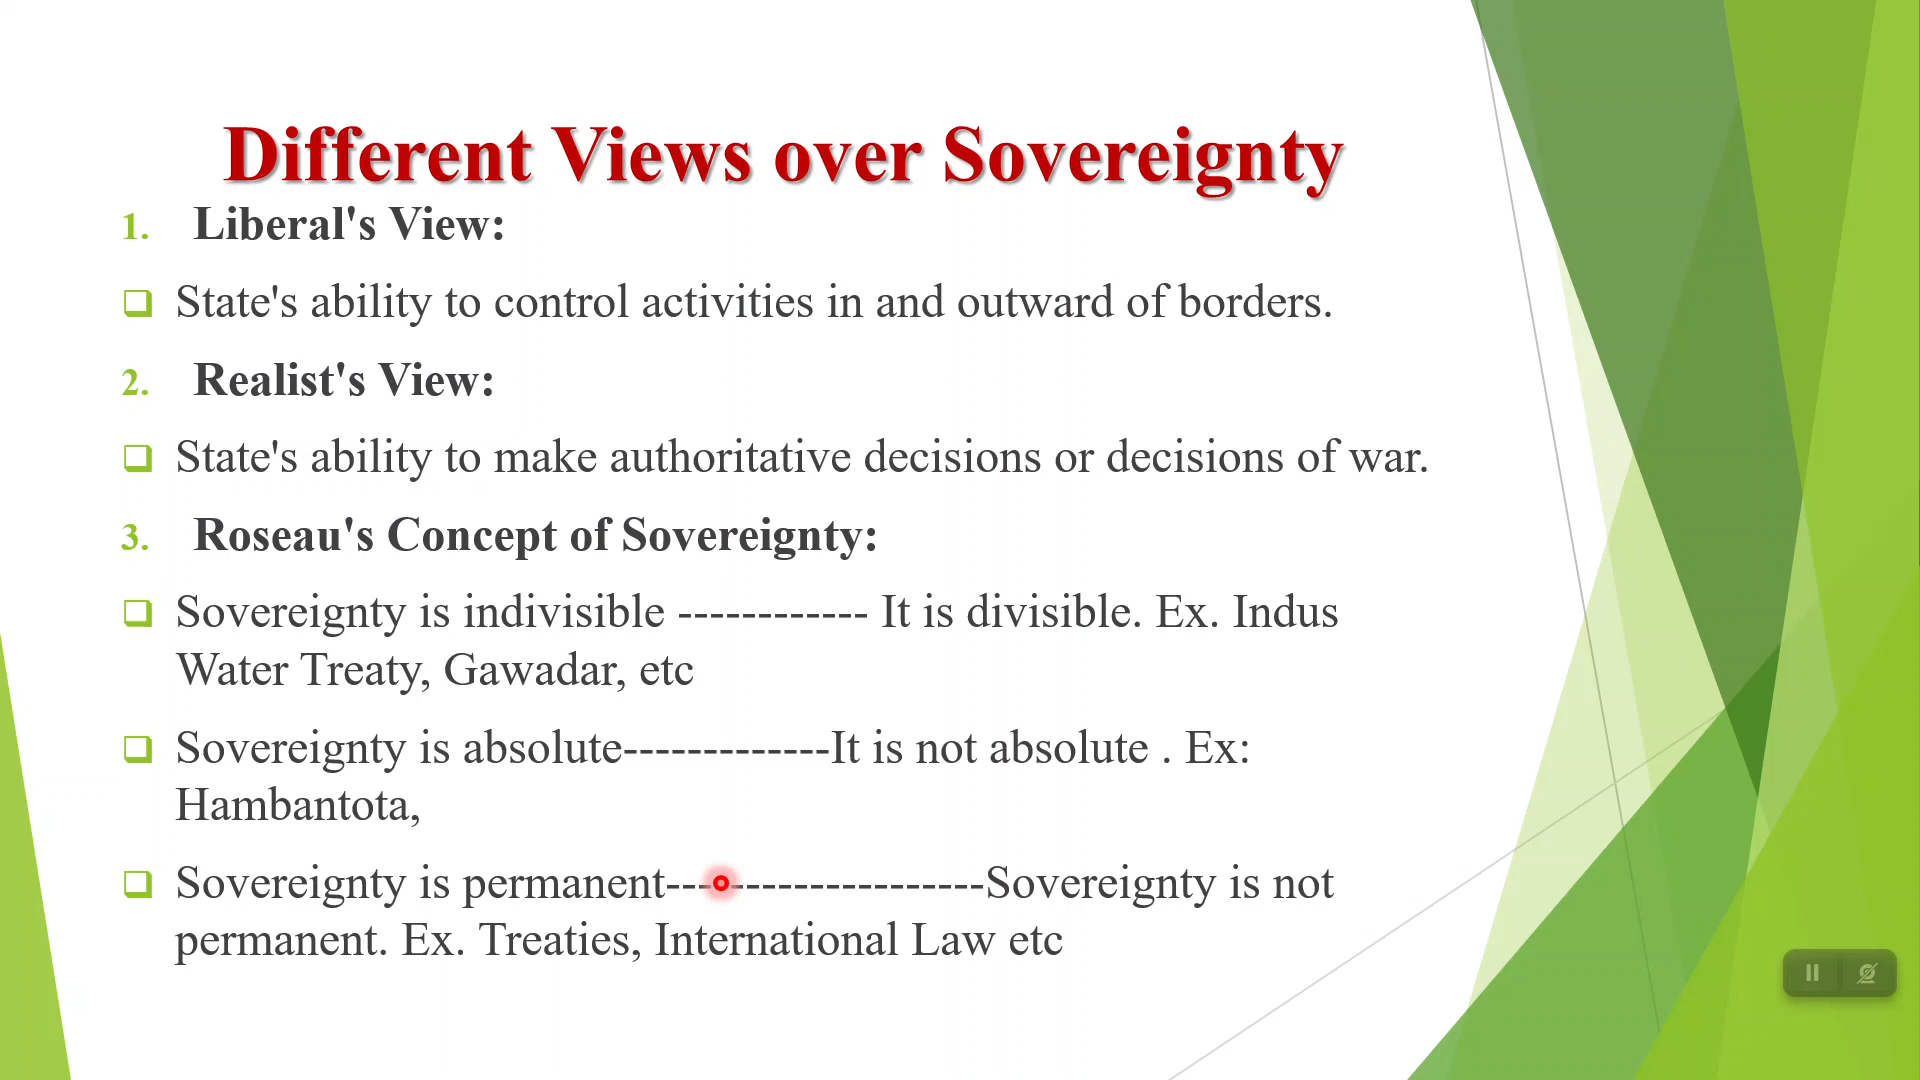 Different Views over Sovereignty
1. Liberal's View:
State's ability to control activities in and outward of borders.
2. Realist's View:
State's ability to make authoritative decisions or decisions of war.
3. Roseau's Concept of Sovereignty:
Sovereignty is indivisible ------------ It is divisible. Ex. Indus
Water Treaty, Gawadar, etc
Sovereignty is absolute-------------It is not absolute . Ex:
Hambantota,
Sovereignty is permanent--------------------Sovereignty is not
permanent. Ex. Treaties, International Law etc